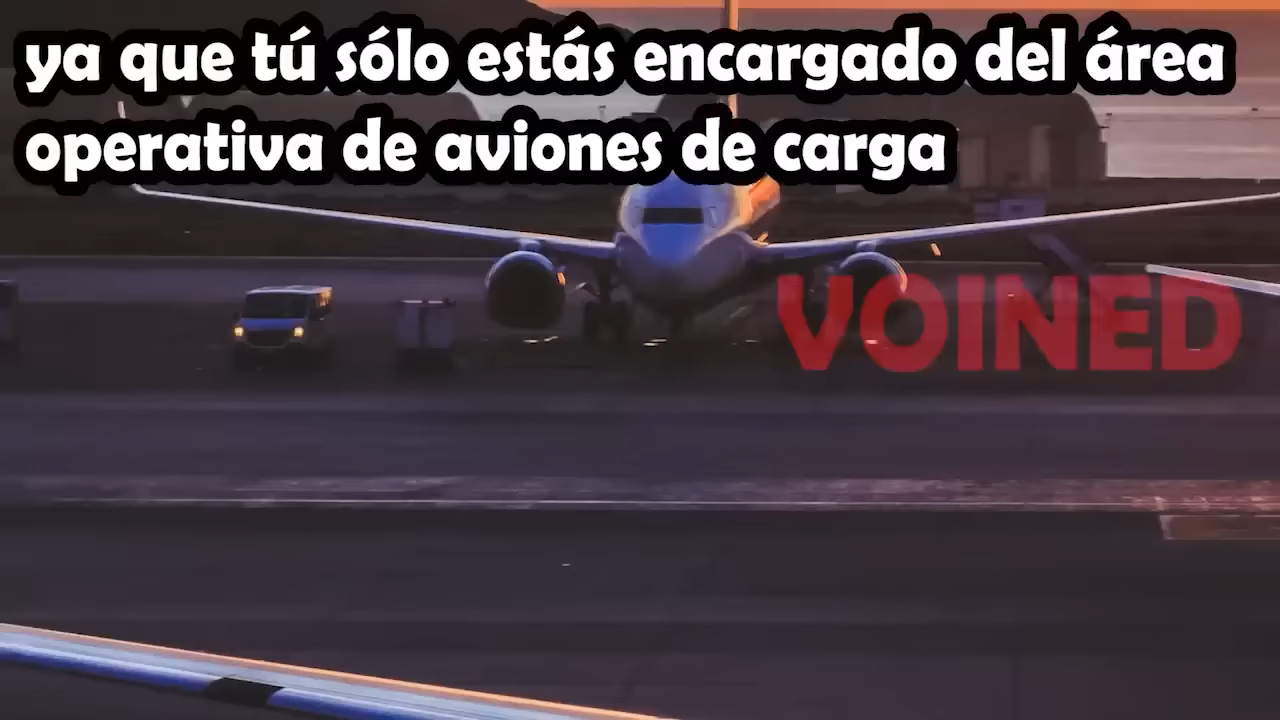 ya que tú sólo estás encargado del área
operativa de aviones de carga
VOINED